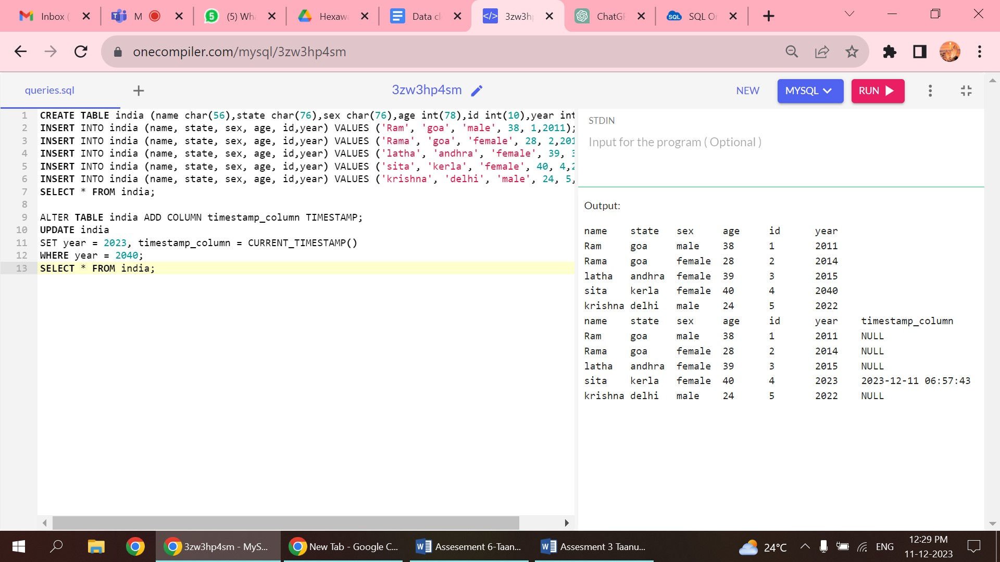 Inbox (
M
(5) Wh
Hexaw
Data cl
3zw3h
ChatG
SQL O
onecompiler.com/mysql/3zw3hp4sm
queries.sql
3zw3hp4sm
NEW
MYSQL
RUN
1 CREATE TABLE india (name char(56),state char(76),sex char(76),age int(78),id int(10),year int
2 INSERT INTO india (name, state, sex, age, id,year) VALUES ('Ram', 'goa', 'male', 38, 1,2011);
3 INSERT INTO india (name, state, sex, age, id,year) VALUES ('Rama', 'goa', 'female', 28, 2,201
4 INSERT INTO india (name, state, sex, age, id,year) VALUES ('latha', 'andhra', 'female', 39, 3
5 INSERT INTO india (name, state, sex, age, id,year) VALUES ('sita', 'kerla', 'female', 40, 4,2
6 INSERT INTO india (name, state, sex, age, id,year) VALUES ('krishna', 'delhi', 'male', 24, 5,
7 SELECT * FROM india;
8
9 ALTER TABLE india ADD COLUMN timestamp_column TIMESTAMP;
10 UPDATE india
11 SET year = 2023, timestamp_column = CURRENT_TIMESTAMP()
12 WHERE year = 2040;
13 SELECT * FROM india;
STDIN
Input for the program ( Optional )
Output:
name state sex age id year
Ram goa male 38 1 2011
Rama goa female 28 2 2014
latha andhra female 39 3 2015
sita kerla female 40 4 2040
krishna delhi male 24 5 2022
name state sex age id year timestamp_column
Ram goa male 38 1 2011 NULL
Rama goa female 28 2 2014 NULL
latha andhra female 39 3 2015 NULL
sita kerla female 40 4 2023 2023-12-11 06:57:43
krishna delhi male 24 5 2022 NULL
3zw3hp4sm - MyS...
New Tab - Google C...
Assesement 6-Taan...
Assesment 3 Taanu...
24°C
ENG
12:29 PM
11-12-2023